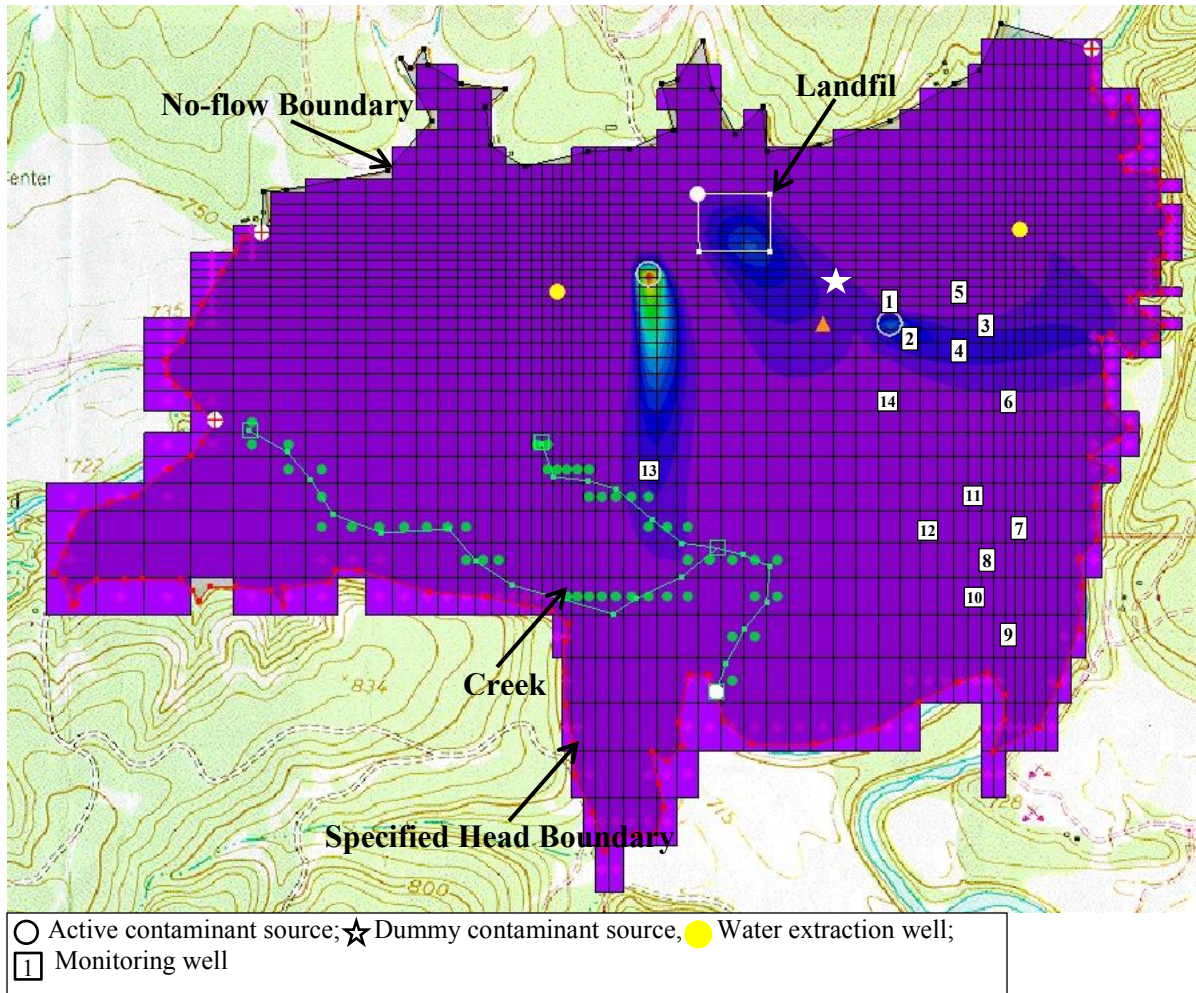 Landfil
No-flow Boundary
enter
750
735
5
1
3
2
4
14
6
722
13
d
11
12
7
8
10
9
Creek
834
715
728
Specified Head Boundary
800
Active contaminant source; Dummy contaminant source, Water extraction well;
1 Monitoring well